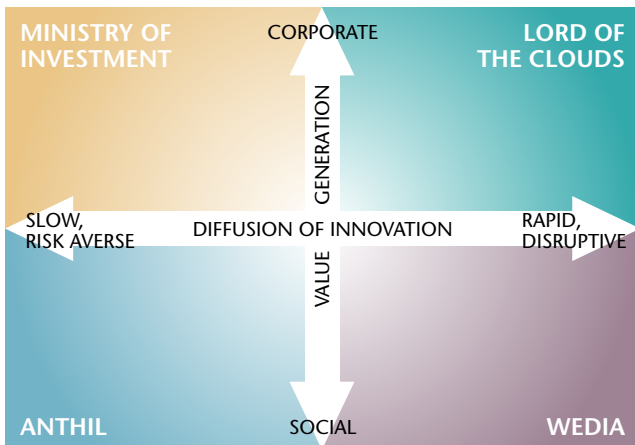 MINISTRY OF
INVESTMENT
CORPORATE
LORD OF
THE CLOUDS
GENERATION
SLOW,
RISK AVERSE
DIFFUSION OF INNOVATION
RAPID,
DISRUPTIVE
VALUE
ANTHIL
SOCIAL
WEDIA